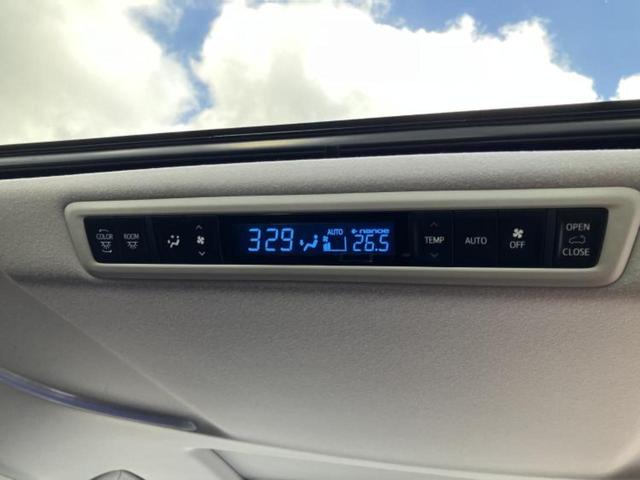 COLOR
ROOM
329
AUTO
nanoe
26.5
TEMP
AUTO
OFF
OPEN
CLOSE